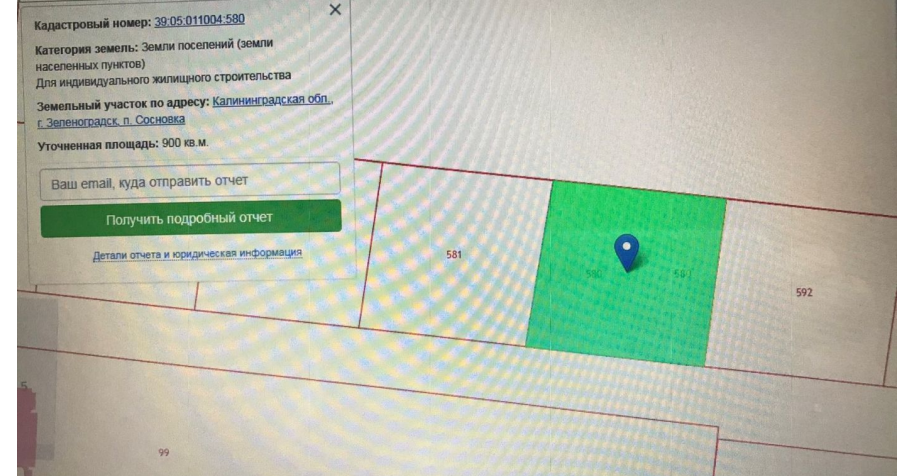 Кадастровый номер: 39:05:011004:580
Категория земель: Земли поселений (земли
населенных пунктов)
Для индивидуального жилищного строительства
Земельный участок по адресу: Калининградская обл.,
г. Зеленоградск, п. Сосновка
Уточненная площадь: 900 кв.м.
Ваш email, куда отправить отчет
Получить подробный отчет
Детали отчета и юридическая информация
581
580
580
592
5
99